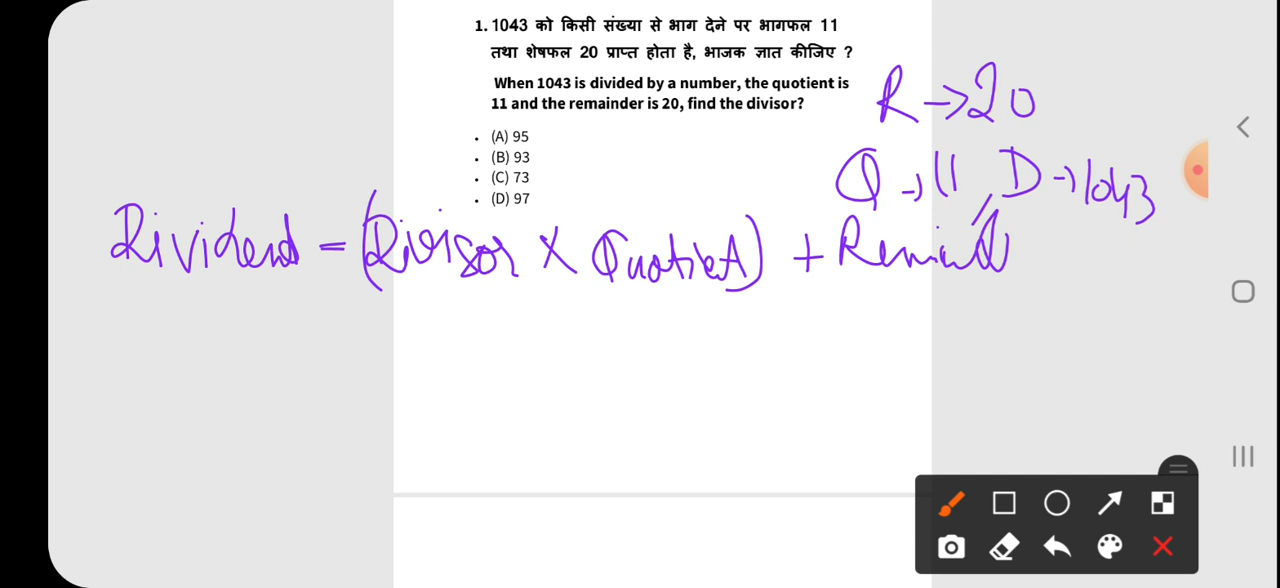 1. 1043 को किसी संख्या से भाग देने पर भागफल 11
तथा शेषफल 20 प्राप्त होता है, भाजक ज्ञात कीजिए ?
When 1043 is divided by a number, the quotient is
11 and the remainder is 20, find the divisor?
R → 20
• (A) 95
• (B) 93
• (C) 73
Q → 11, D → 1043
• (D) 97
Dividend = (Divisor × Quotient) +